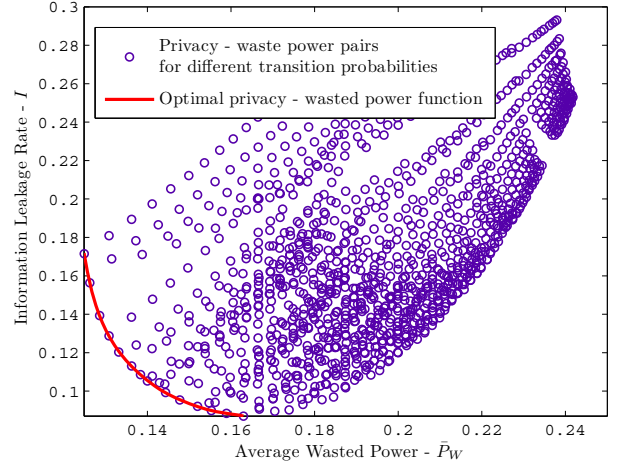 0.3
0.28
0.26
0.24
0.22
0.2
0.18
0.16
0.14
0.12
0.1
Information Leakage Rate - I
Privacy - waste power pairs
for different transition probabilities
Optimal privacy - wasted power function
0.14 0.16 0.18 0.2 0.22 0.24
Average Wasted Power - P̄_W